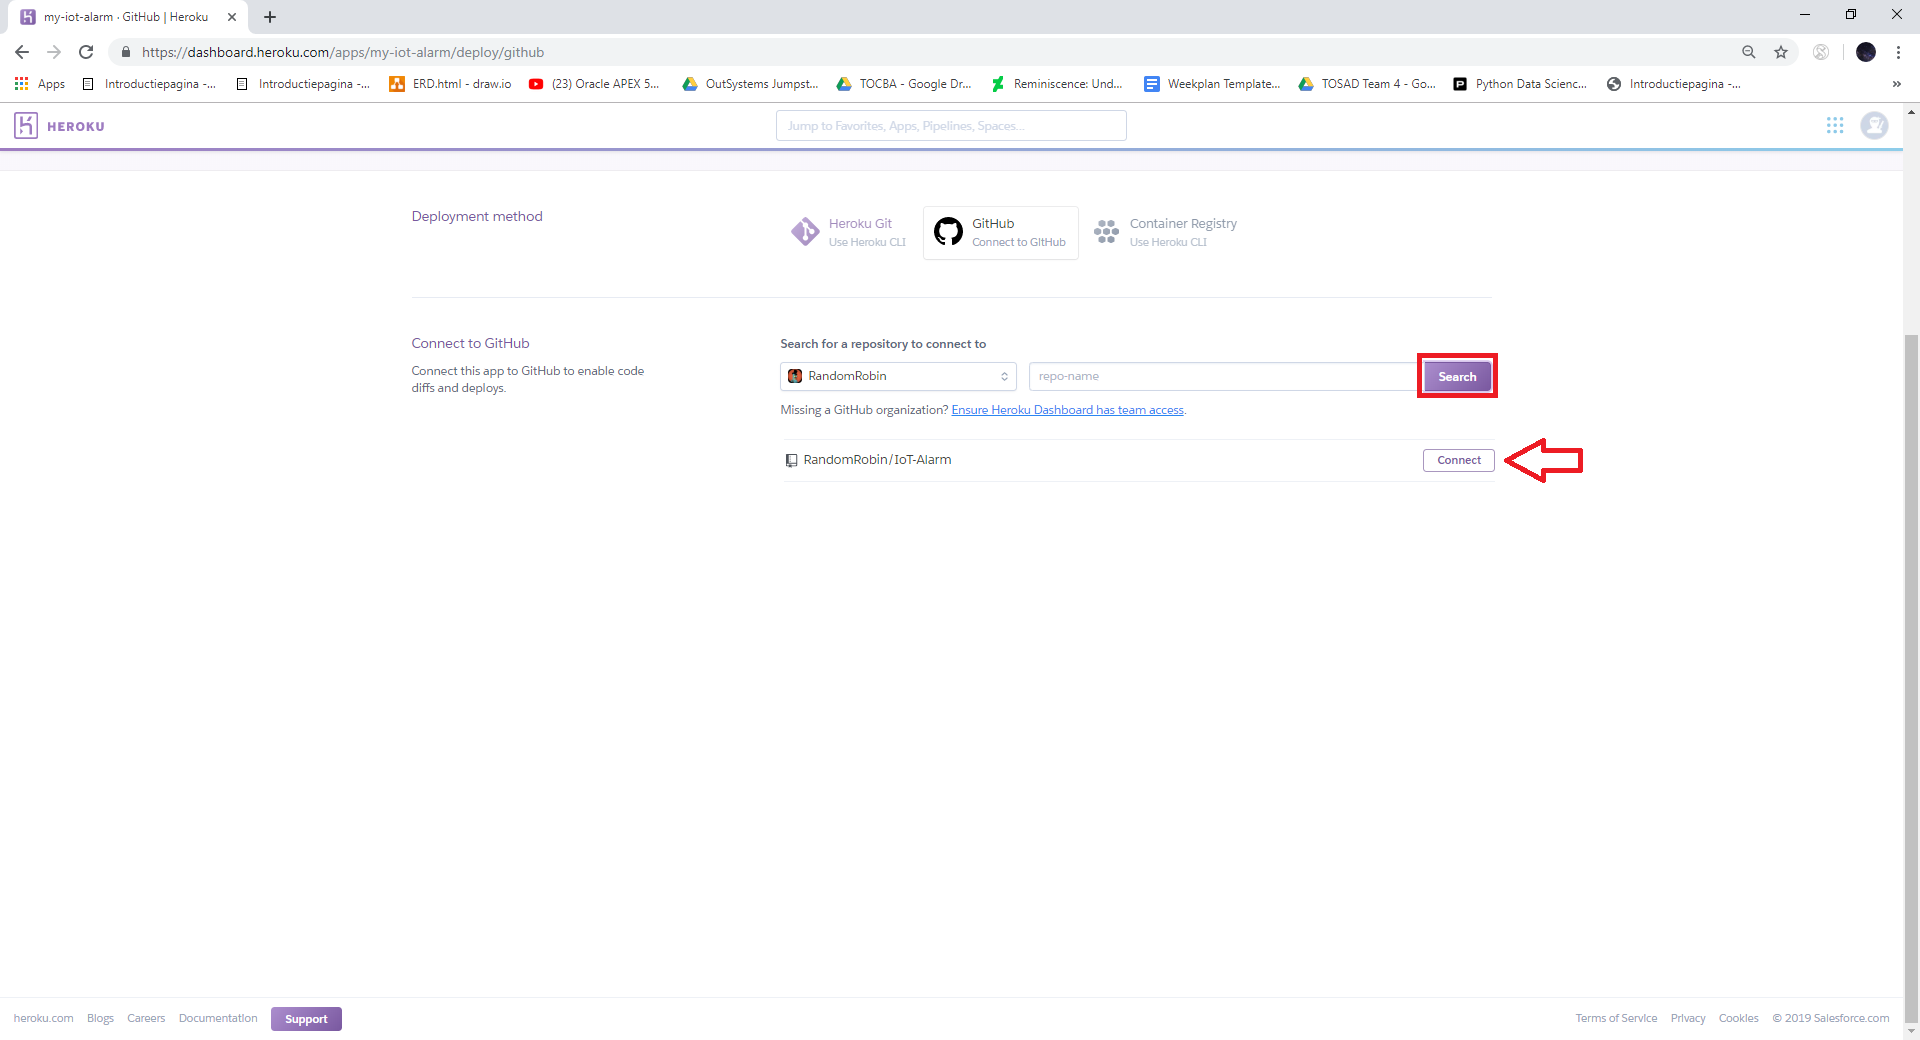 my-iot-alarm · GitHub | Heroku
https://dashboard.heroku.com/apps/my-iot-alarm/deploy/github
Apps Introductiepagina -... Introductiepagina -... ERD.html - draw.io (23) Oracle APEX 5... OutSystems Jumpst... TOCBA - Google Dr... Reminiscence: Und... Weekplan Template... TOSAD Team 4 - Go... Python Data Scienc... Introductiepagina -... »
HEROKU Jump to Favorites, Apps, Pipelines, Spaces...
Deployment method
Heroku Git
Use Heroku CLI
GitHub
Connect to GitHub
Container Registry
Use Heroku CLI
Connect to GitHub
Connect this app to GitHub to enable code
diffs and deploys.
Search for a repository to connect to
RandomRobin repo-name Search
Missing a GitHub organization? Ensure Heroku Dashboard has team access.
RandomRobin/IoT-Alarm Connect
heroku.com Blogs Careers Documentation Support Terms of Service Privacy Cookies © 2019 Salesforce.com